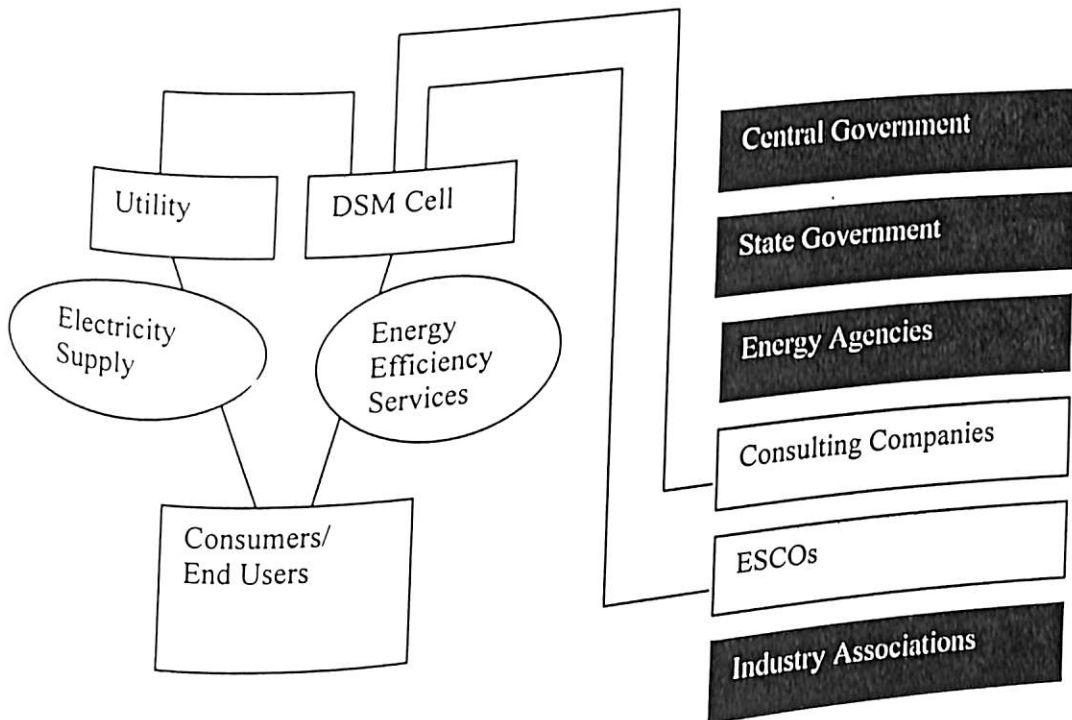 Utility
DSM Cell
Electricity
Supply
Energy
Efficiency
Services
Consumers/
End Users
Central Government
State Government
Energy Agencies
Consulting Companies
ESCOs
Industry Associations